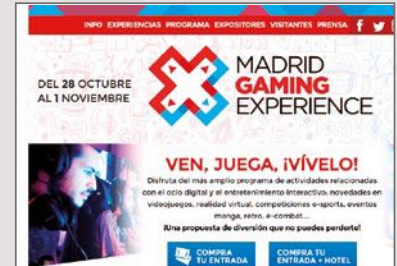 INFO EXPERIENCIAS PROGRAMA EXPOSITORES VISITANTES PRENSA
DEL 28 OCTUBRE
AL 1 NOVIEMBRE
MADRID
GAMING
EXPERIENCE
VEN, JUEGA, ¡VÍVELO!
Disfruta del mas amplio programa de actividades relacionadas
con el ocio digital y el entretenimiento interactivo, novedades en
videojuegos, realidad virtual, competiciones e-sports, eventos
manga, retro, e-combat....
¡Una propuesta de diversión que no puedes perderte!
COMPRA
TU ENTRADA
COMPRA TU
ENTRADA + HOTEL